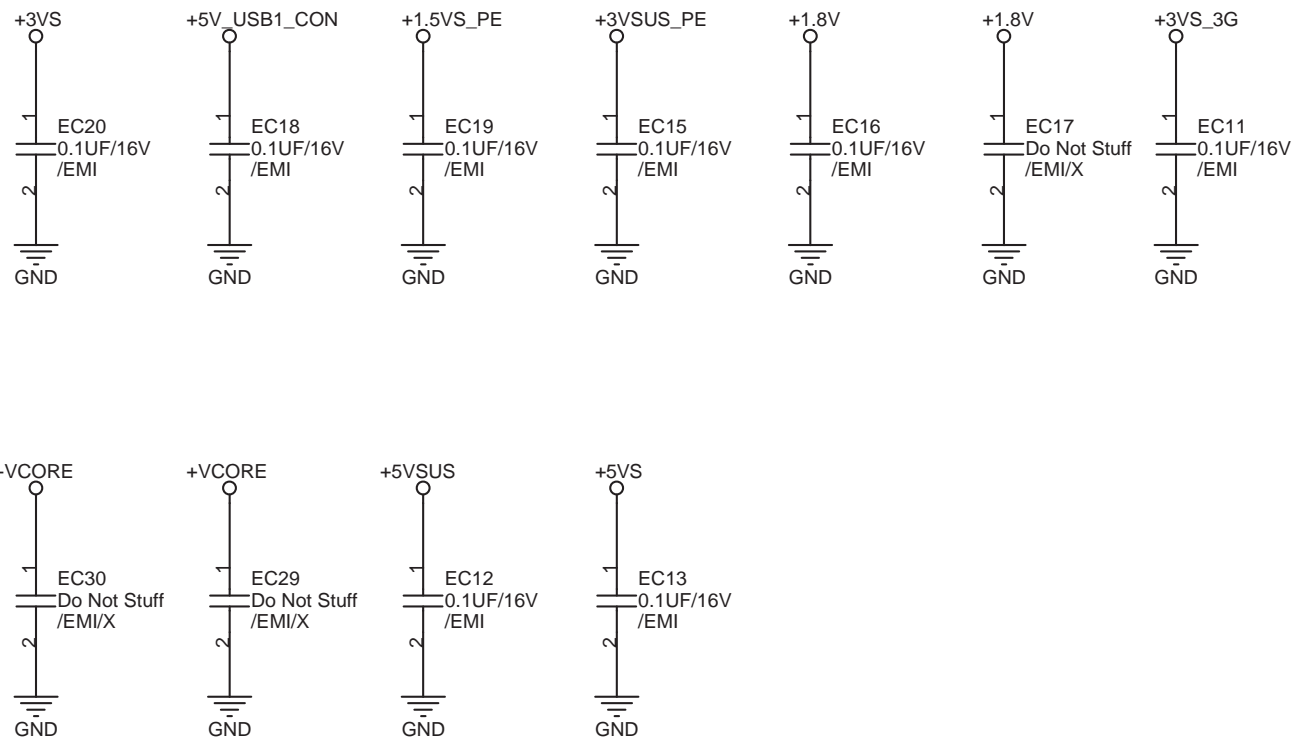 +3VS
1
EC20
0.1UF/16V
/EMI
2
GND
+5V_USB1_CON
1
EC18
0.1UF/16V
/EMI
2
GND
+1.5VS_PE
1
EC19
0.1UF/16V
/EMI
2
GND
+3VSUS_PE
1
EC15
0.1UF/16V
/EMI
2
GND
+1.8V
1
EC16
0.1UF/16V
/EMI
2
GND
+1.8V
1
EC17
Do Not Stuff
/EMI/X
2
GND
+3VS_3G
1
EC11
0.1UF/16V
/EMI
2
GND
+VCORE
1
EC30
Do Not Stuff
/EMI/X
2
GND
+VCORE
1
EC29
Do Not Stuff
/EMI/X
2
GND
+5VSUS
1
EC12
0.1UF/16V
/EMI
2
GND
+5VS
1
EC13
0.1UF/16V
/EMI
2
GND